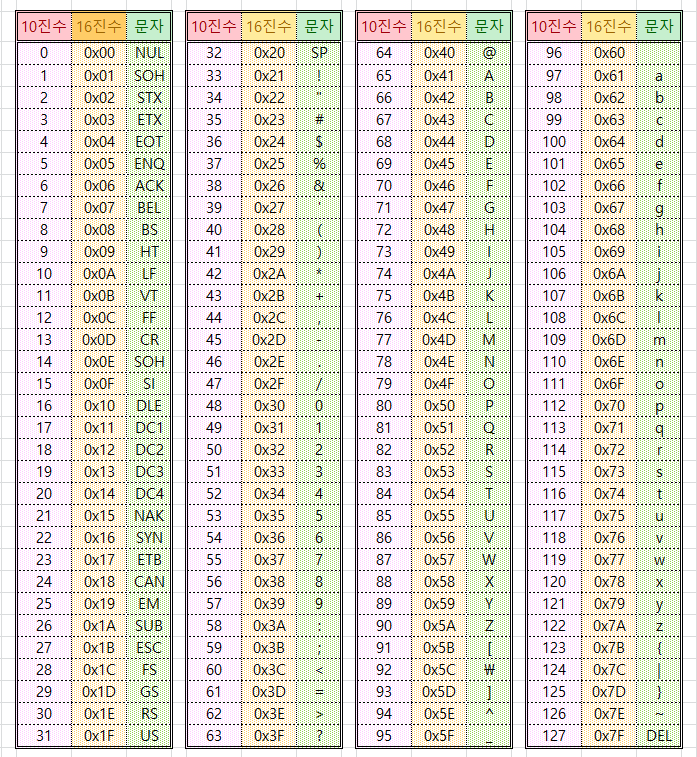 10진수 16진수 문자 10진수 16진수 문자 10진수 16진수 문자 10진수 16진수 문자
0 0x00 NUL 32 0x20 SP 64 0x40 @ 96 0x60
1 0x01 SOH 33 0x21 ! 65 0x41 A 97 0x61 a
2 0x02 STX 34 0x22 " 66 0x42 B 98 0x62 b
3 0x03 ETX 35 0x23 # 67 0x43 C 99 0x63 c
4 0x04 EOT 36 0x24 $ 68 0x44 D 100 0x64 d
5 0x05 ENQ 37 0x25 % 69 0x45 E 101 0x65 e
6 0x06 ACK 38 0x26 & 70 0x46 F 102 0x66 f
7 0x07 BEL 39 0x27 ' 71 0x47 G 103 0x67 g
8 0x08 BS 40 0x28 ( 72 0x48 H 104 0x68 h
9 0x09 HT 41 0x29 ) 73 0x49 I 105 0x69 i
10 0x0A LF 42 0x2A * 74 0x4A J 106 0x6A j
11 0x0B VT 43 0x2B + 75 0x4B K 107 0x6B k
12 0x0C FF 44 0x2C , 76 0x4C L 108 0x6C l
13 0x0D CR 45 0x2D - 77 0x4D M 109 0x6D m
14 0x0E SOH 46 0x2E . 78 0x4E N 110 0x6E n
15 0x0F SI 47 0x2F / 79 0x4F O 111 0x6F o
16 0x10 DLE 48 0x30 0 80 0x50 P 112 0x70 p
17 0x11 DC1 49 0x31 1 81 0x51 Q 113 0x71 q
18 0x12 DC2 50 0x32 2 82 0x52 R 114 0x72 r
19 0x13 DC3 51 0x33 3 83 0x53 S 115 0x73 s
20 0x14 DC4 52 0x34 4 84 0x54 T 116 0x74 t
21 0x15 NAK 53 0x35 5 85 0x55 U 117 0x75 u
22 0x16 SYN 54 0x36 6 86 0x56 V 118 0x76 v
23 0x17 ETB 55 0x37 7 87 0x57 W 119 0x77 w
24 0x18 CAN 56 0x38 8 88 0x58 X 120 0x78 x
25 0x19 EM 57 0x39 9 89 0x59 Y 121 0x79 y
26 0x1A SUB 58 0x3A : 90 0x5A Z 122 0x7A z
27 0x1B ESC 59 0x3B ; 91 0x5B [ 123 0x7B {
28 0x1C FS 60 0x3C < 92 0x5C ₩ 124 0x7C |
29 0x1D GS 61 0x3D = 93 0x5D ] 125 0x7D }
30 0x1E RS 62 0x3E > 94 0x5E ^ 126 0x7E ~
31 0x1F US 63 0x3F ? 95 0x5F _ 127 0x7F DEL